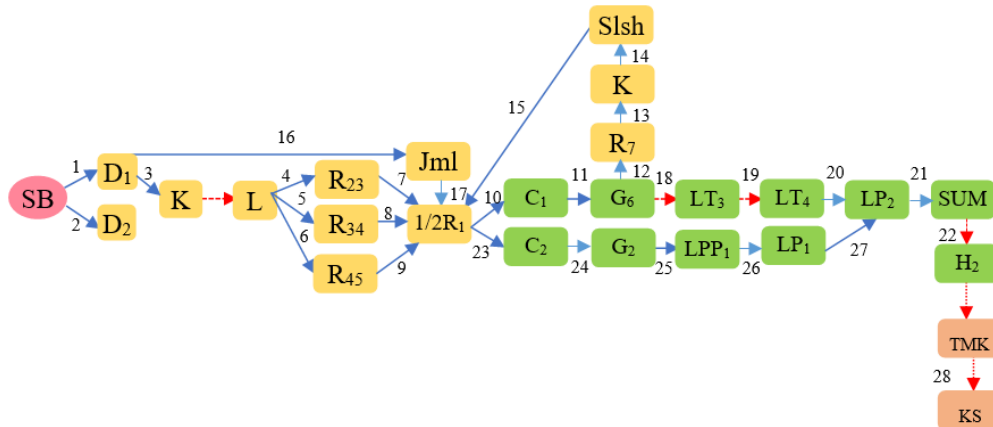 Slsh
14
15
K
13
R₇
16
12
Jml
1
D₁
3
4
R₂₃
7
17
11
18
19
20
21
SB
K
L
5
10
C₁
G₆
LT₃
LT₄
LP₂
SUM
2
D₂
6
R₃₄
8
1/2R₁
22
23
C₂
G₂
LPP₁
LP₁
27
R₄₅
9
24
25
26
H₂
TMK
28
KS